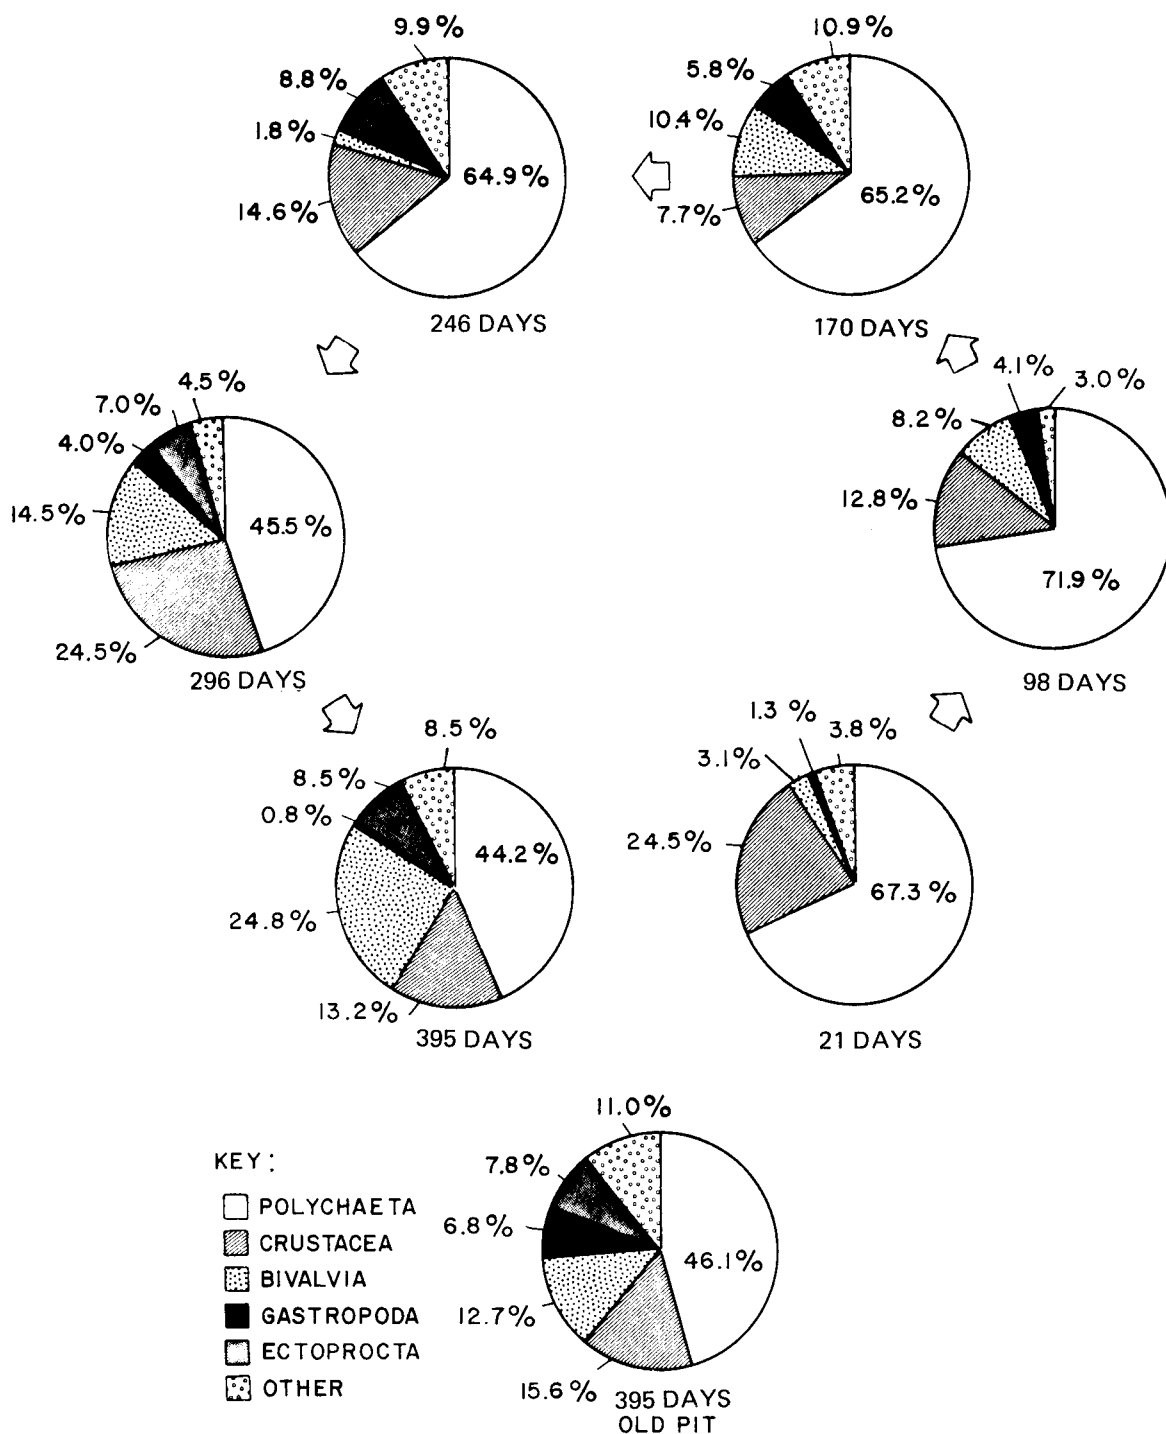 9.9%
8.8%
1.8%
14.6%
64.9%
246 DAYS
10.9%
5.8%
10.4%
7.7%
65.2%
170 DAYS
4.5%
7.0%
4.0%
14.5%
45.5%
24.5%
296 DAYS
4.1%
3.0%
8.2%
12.8%
71.9%
98 DAYS
8.5%
8.5%
0.8%
44.2%
24.8%
13.2%
395 DAYS
1.3%
3.8%
3.1%
24.5%
67.3%
21 DAYS
11.0%
7.8%
6.8%
46.1%
12.7%
15.6%
395 DAYS
OLD PIT
KEY:
POLYCHAETA
CRUSTACEA
BIVALVIA
GASTROPODA
ECTOPROCTA
OTHER